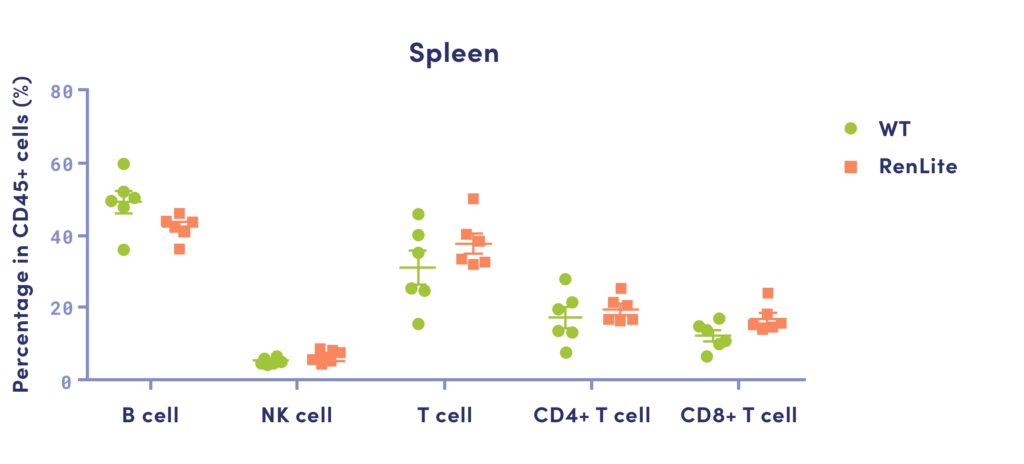 Spleen
Percentage in CD45+ cells (%)
80
60
40
20
0
B cell
NK cell
T cell
CD4+ T cell
CD8+ T cell
WT
RenLite